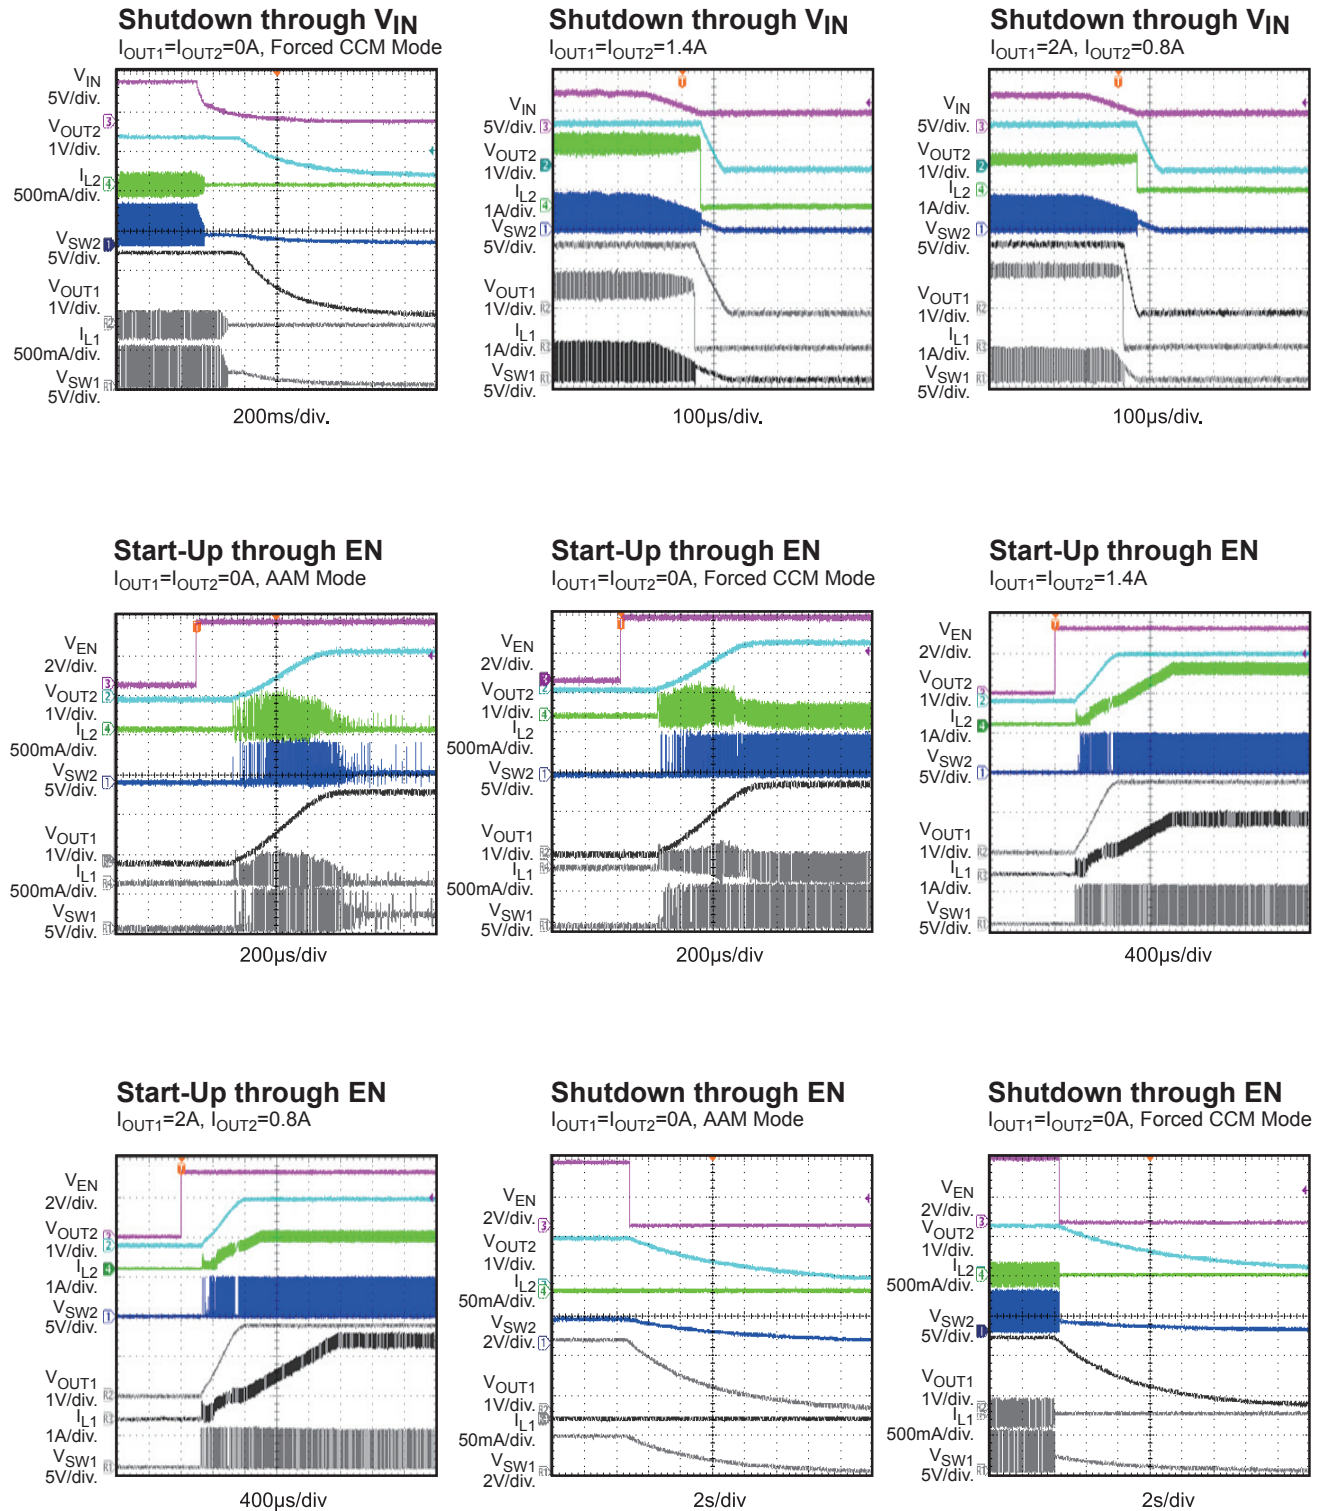 Shutdown through VIN
IOUT1=IOUT2=0A, Forced CCM Mode
VIN
5V/div.
VOUT2
1V/div.
IL2
500mA/div.
VSW2
5V/div.
VOUT1
1V/div.
IL1
500mA/div.
VSW1
5V/div.
200ms/div.
Shutdown through VIN
IOUT1=IOUT2=1.4A
VIN
5V/div.
VOUT2
1V/div.
IL2
1A/div.
VSW2
5V/div.
VOUT1
1V/div.
IL1
1A/div.
VSW1
5V/div.
100µs/div.
Shutdown through VIN
IOUT1=2A, IOUT2=0.8A
VIN
5V/div.
VOUT2
1V/div.
IL2
1A/div.
VSW2
5V/div.
VOUT1
1V/div.
IL1
1A/div.
VSW1
5V/div.
100µs/div.
Start-Up through EN
IOUT1=IOUT2=0A, AAM Mode
VEN
2V/div.
VOUT2
1V/div.
IL2
500mA/div.
VSW2
5V/div.
VOUT1
1V/div.
IL1
500mA/div.
VSW1
5V/div.
200µs/div
Start-Up through EN
IOUT1=IOUT2=0A, Forced CCM Mode
VEN
2V/div.
VOUT2
1V/div.
IL2
500mA/div.
VSW2
5V/div.
VOUT1
1V/div.
IL1
500mA/div.
VSW1
5V/div.
200µs/div
Start-Up through EN
IOUT1=IOUT2=1.4A
VEN
2V/div.
VOUT2
1V/div.
IL2
1A/div.
VSW2
5V/div.
VOUT1
1V/div.
IL1
1A/div.
VSW1
5V/div.
400µs/div
Start-Up through EN
IOUT1=2A, IOUT2=0.8A
VEN
2V/div.
VOUT2
1V/div.
IL2
1A/div.
VSW2
5V/div.
VOUT1
1V/div.
IL1
1A/div.
VSW1
5V/div.
400µs/div
Shutdown through EN
IOUT1=IOUT2=0A, AAM Mode
VEN
2V/div.
VOUT2
1V/div.
IL2
50mA/div.
VSW2
2V/div.
VOUT1
1V/div.
IL1
50mA/div.
VSW1
2V/div.
2s/div
Shutdown through EN
IOUT1=IOUT2=0A, Forced CCM Mode
VEN
2V/div.
VOUT2
1V/div.
IL2
500mA/div.
VSW2
5V/div.
VOUT1
1V/div.
IL1
500mA/div.
VSW1
5V/div.
2s/div